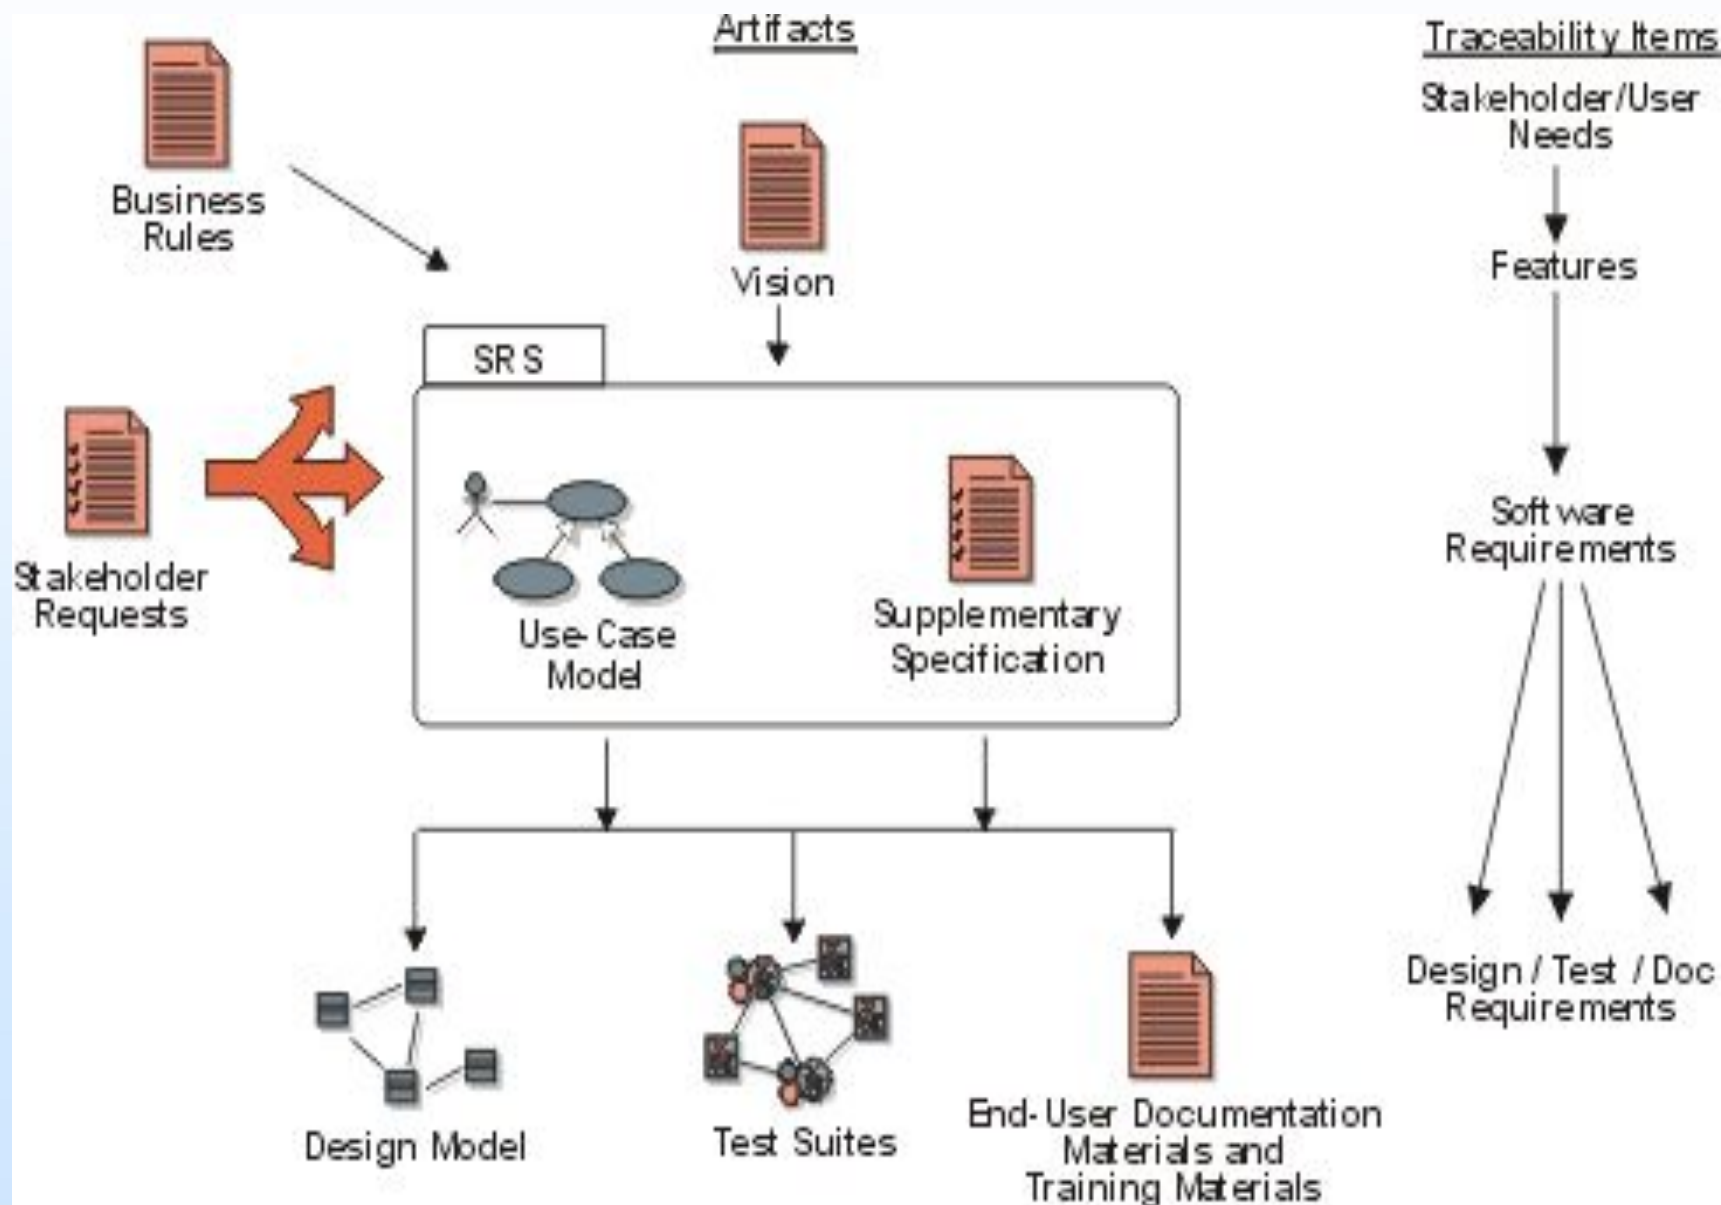 Artifacts
Traceability Items
Stakeholder/User
Needs
Business
Rules
Vision
Features
SRS
Stakeholder
Requests
Use-Case
Model
Supplementary
Specification
Software
Requirements
Design / Test / Doc
Requirements
Design Model
Test Suites
End-User Documentation
Materials and
Training Materials